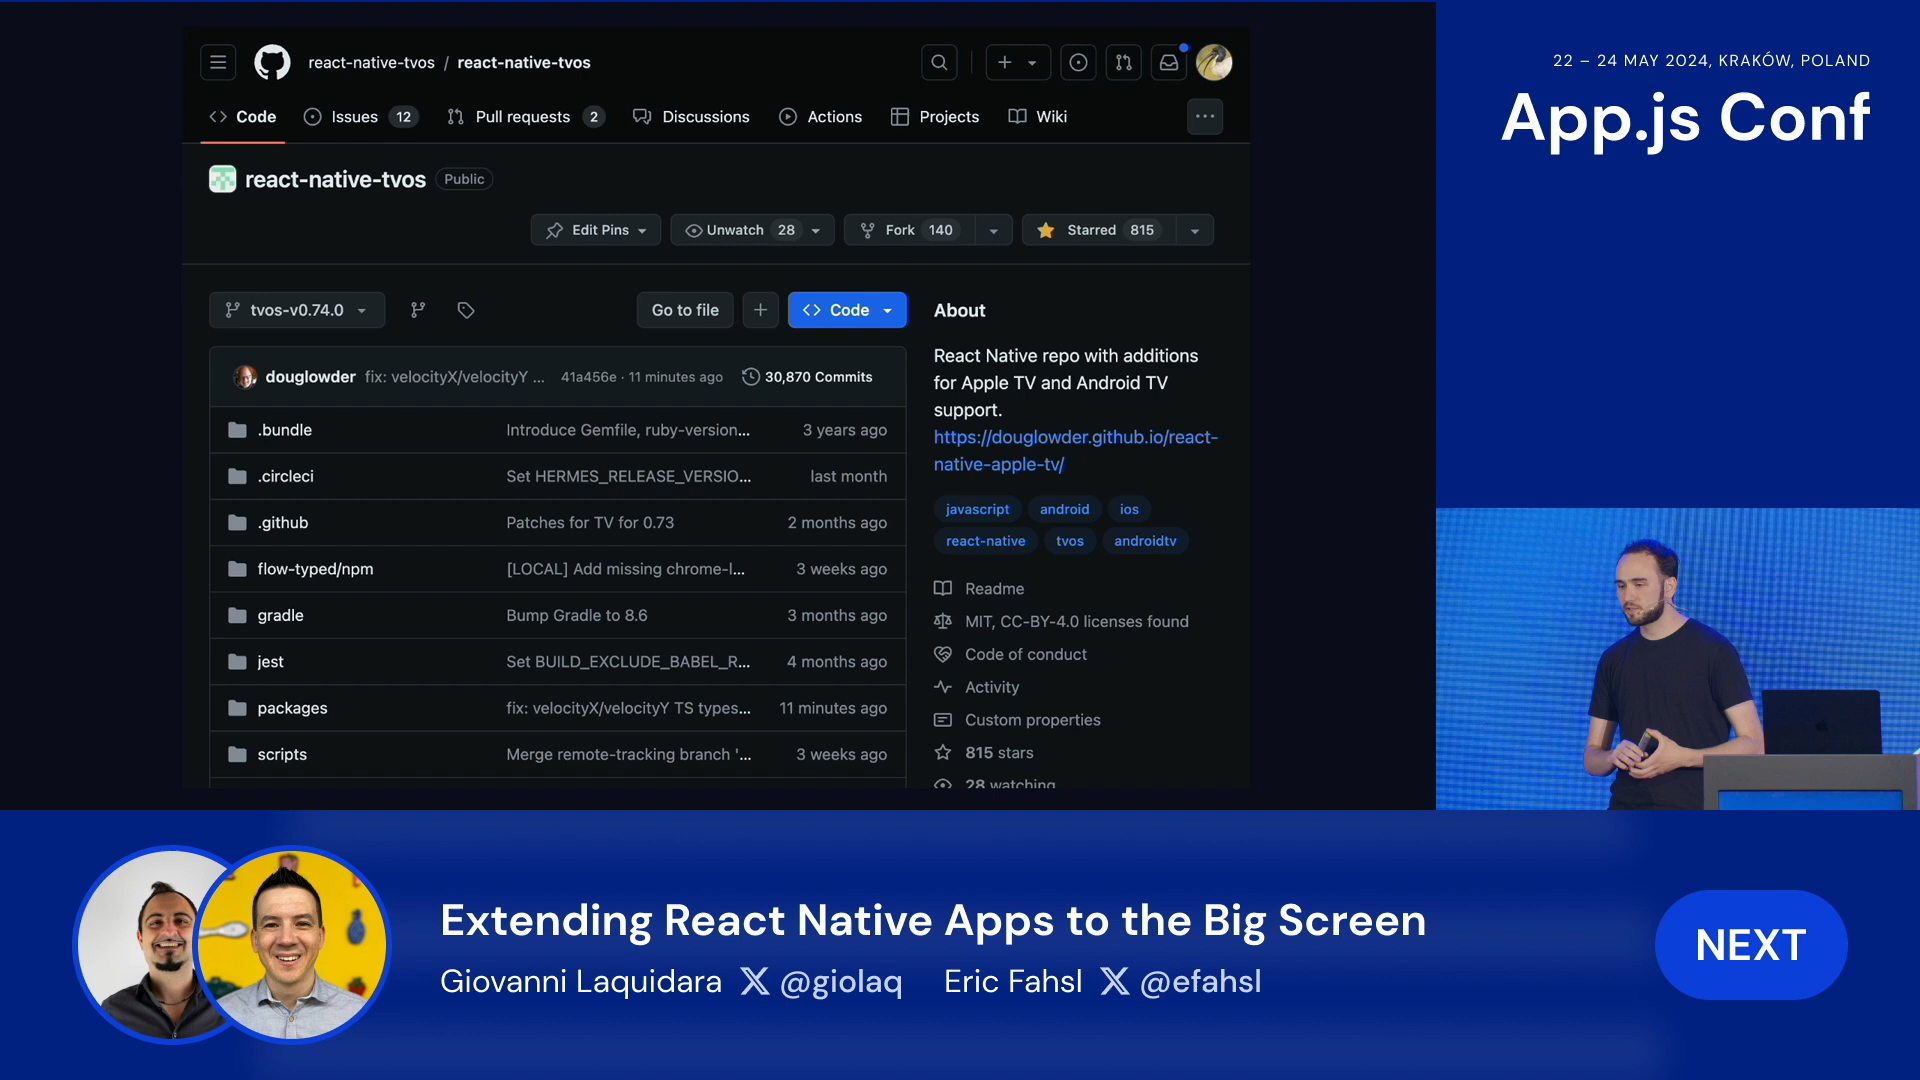 react-native-tvos / react-native-tvos
Code
Issues 12
Pull requests 2
Discussions
Actions
Projects
Wiki
react-native-tvos Public
Edit Pins
Unwatch 28
Fork 140
Starred 815
tvos-v0.74.0
Go to file
Code
douglowder fix: velocityX/velocityY ... 41a456e · 11 minutes ago 30,870 Commits
.bundle Introduce Gemfile, ruby-version... 3 years ago
.circleci Set HERMES_RELEASE_VERSIO... last month
.github Patches for TV for 0.73 2 months ago
flow-typed/npm [LOCAL] Add missing chrome-l... 3 weeks ago
gradle Bump Gradle to 8.6 3 months ago
jest Set BUILD_EXCLUDE_BABEL_R... 4 months ago
packages fix: velocityX/velocityY TS types... 11 minutes ago
scripts Merge remote-tracking branch '... 3 weeks ago
About
React Native repo with additions
for Apple TV and Android TV
support.
https://douglowder.github.io/react-
native-apple-tv/
javascript android ios
react-native tvos androidtv
Readme
MIT, CC-BY-4.0 licenses found
Code of conduct
Activity
Custom properties
815 stars
28 watching
22 – 24 MAY 2024, KRAKÓW, POLAND
App.js Conf
Extending React Native Apps to the Big Screen
Giovanni Laquidara X @giolaq Eric Fahsl X @efahsl
NEXT